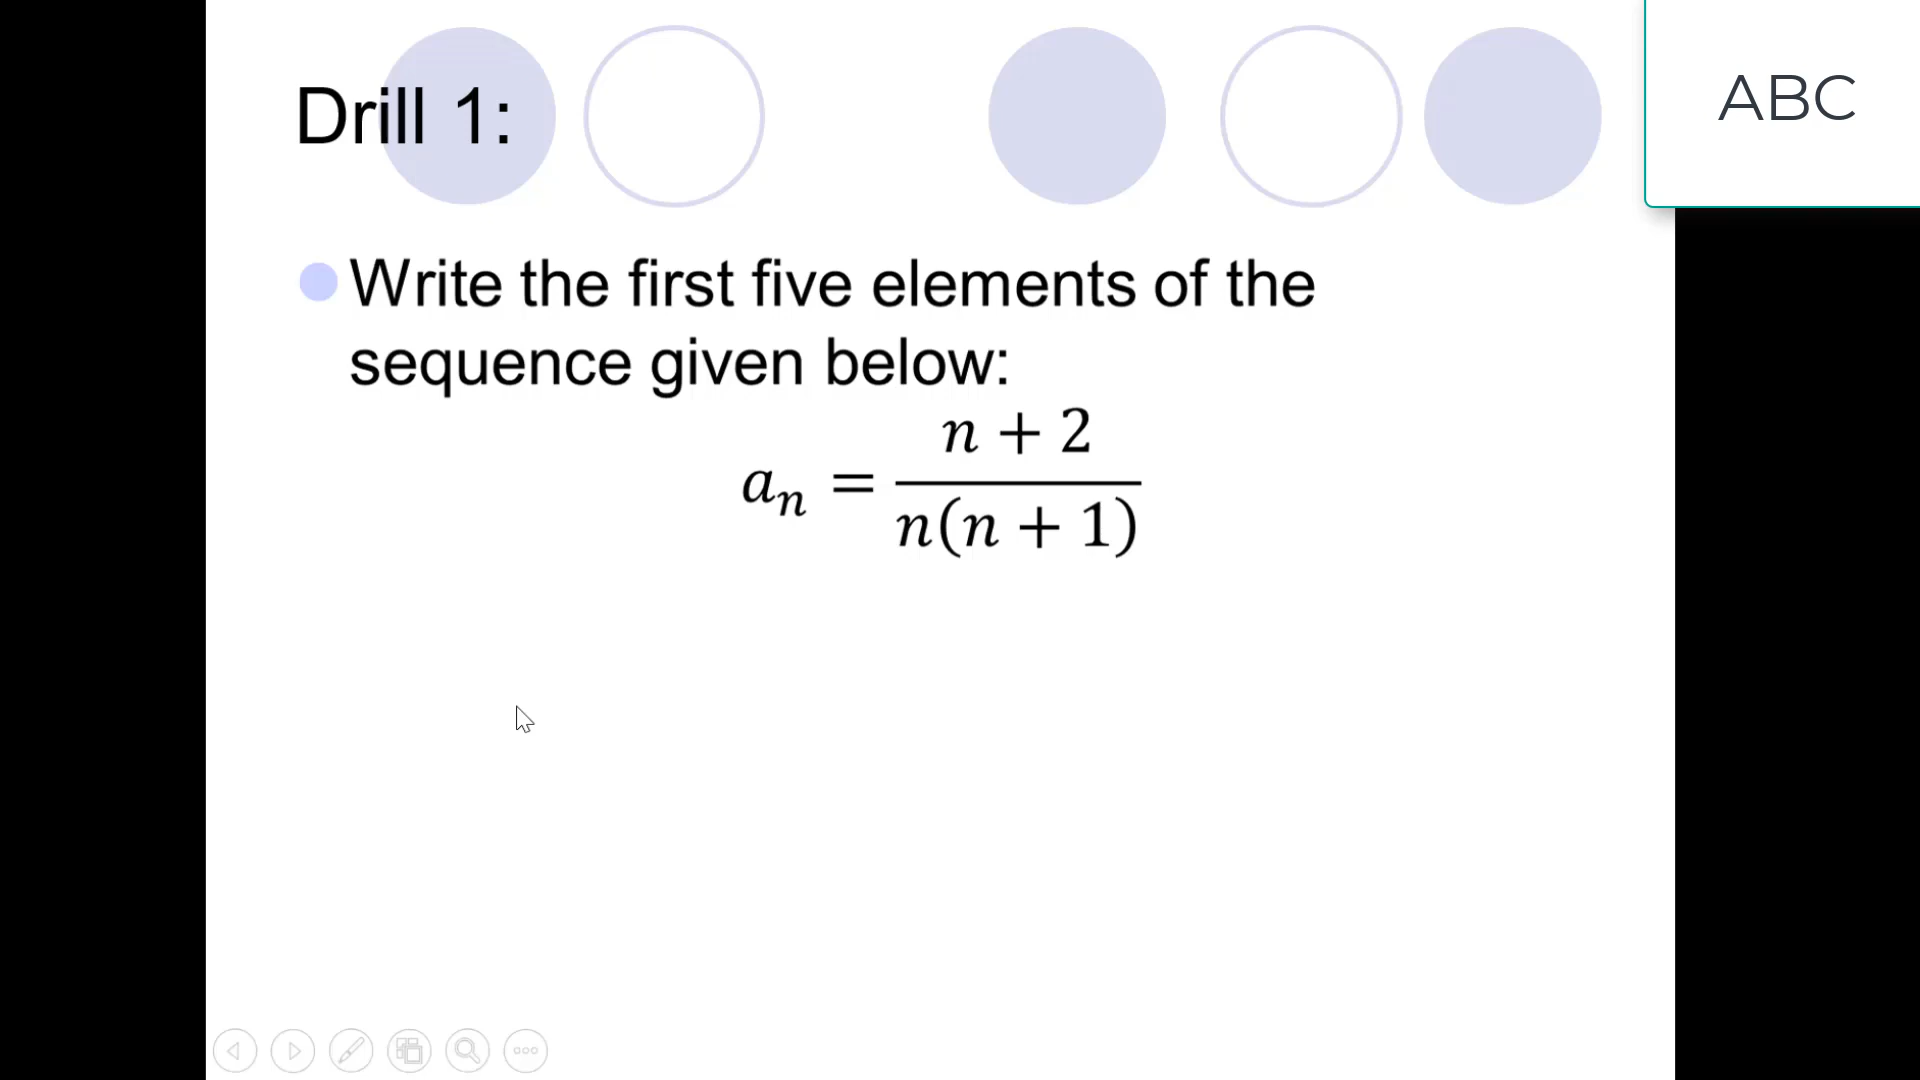 Drill 1:
ABC
Write the first five elements of the
sequence given below:
aₙ = (n + 2) / (n(n + 1))